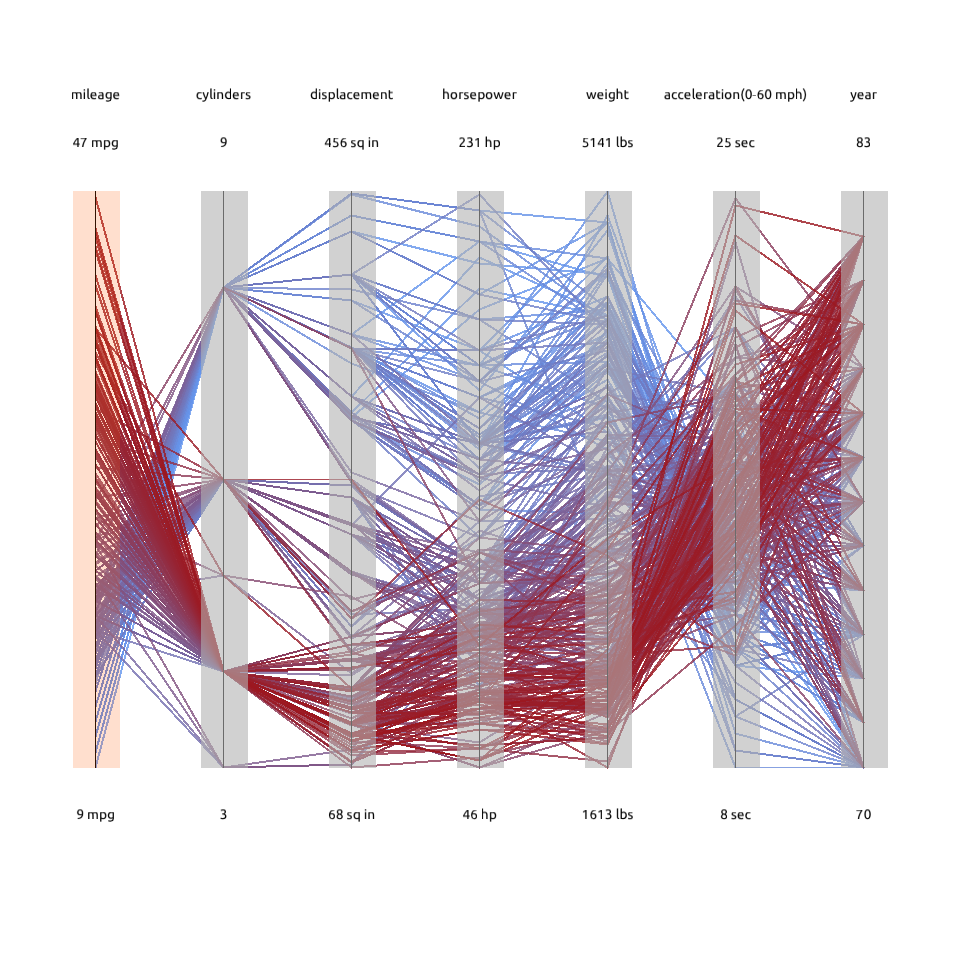 mileage cylinders displacement horsepower weight acceleration(0-60 mph) year
47 mpg 9 456 sq in 231 hp 5141 lbs 25 sec 83
9 mpg 3 68 sq in 46 hp 1613 lbs 8 sec 70